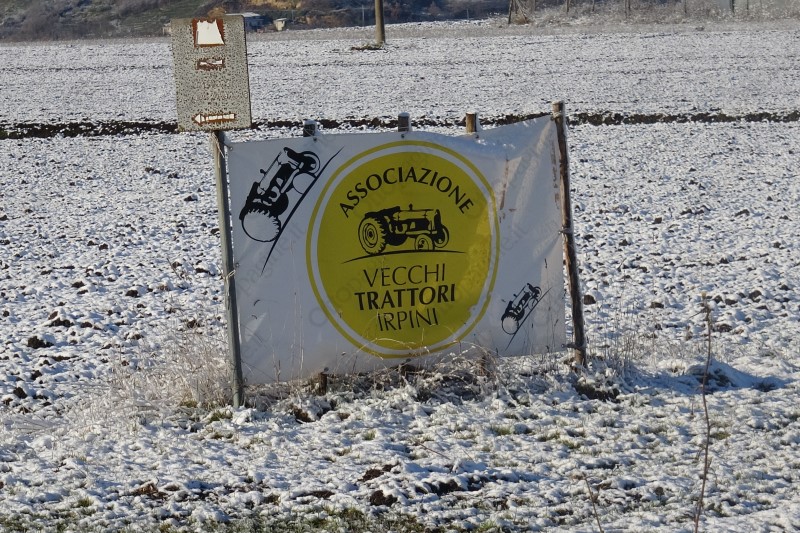 ASSOCIAZIONE
VECCHI
TRATTORI
IRPINI